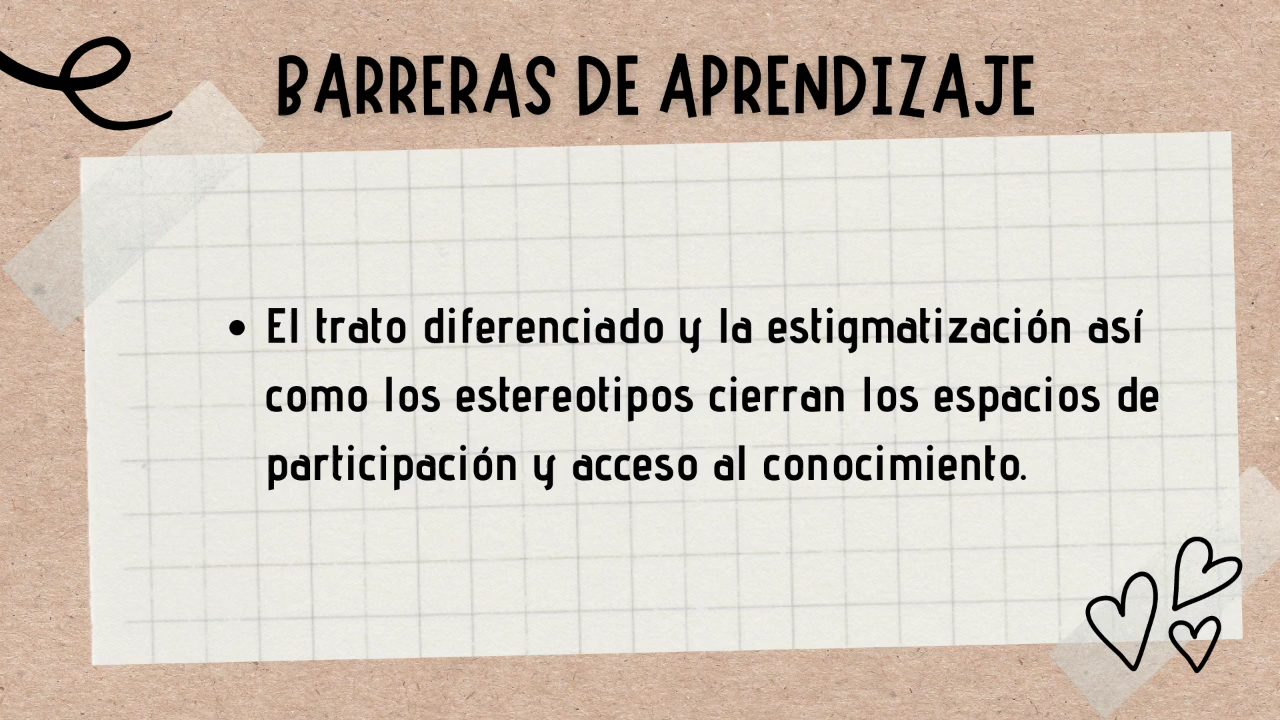 BARRERAS DE APRENDIZAJE
• El trato diferenciado y la estigmatización así
como los estereotipos cierran los espacios de
participación y acceso al conocimiento.